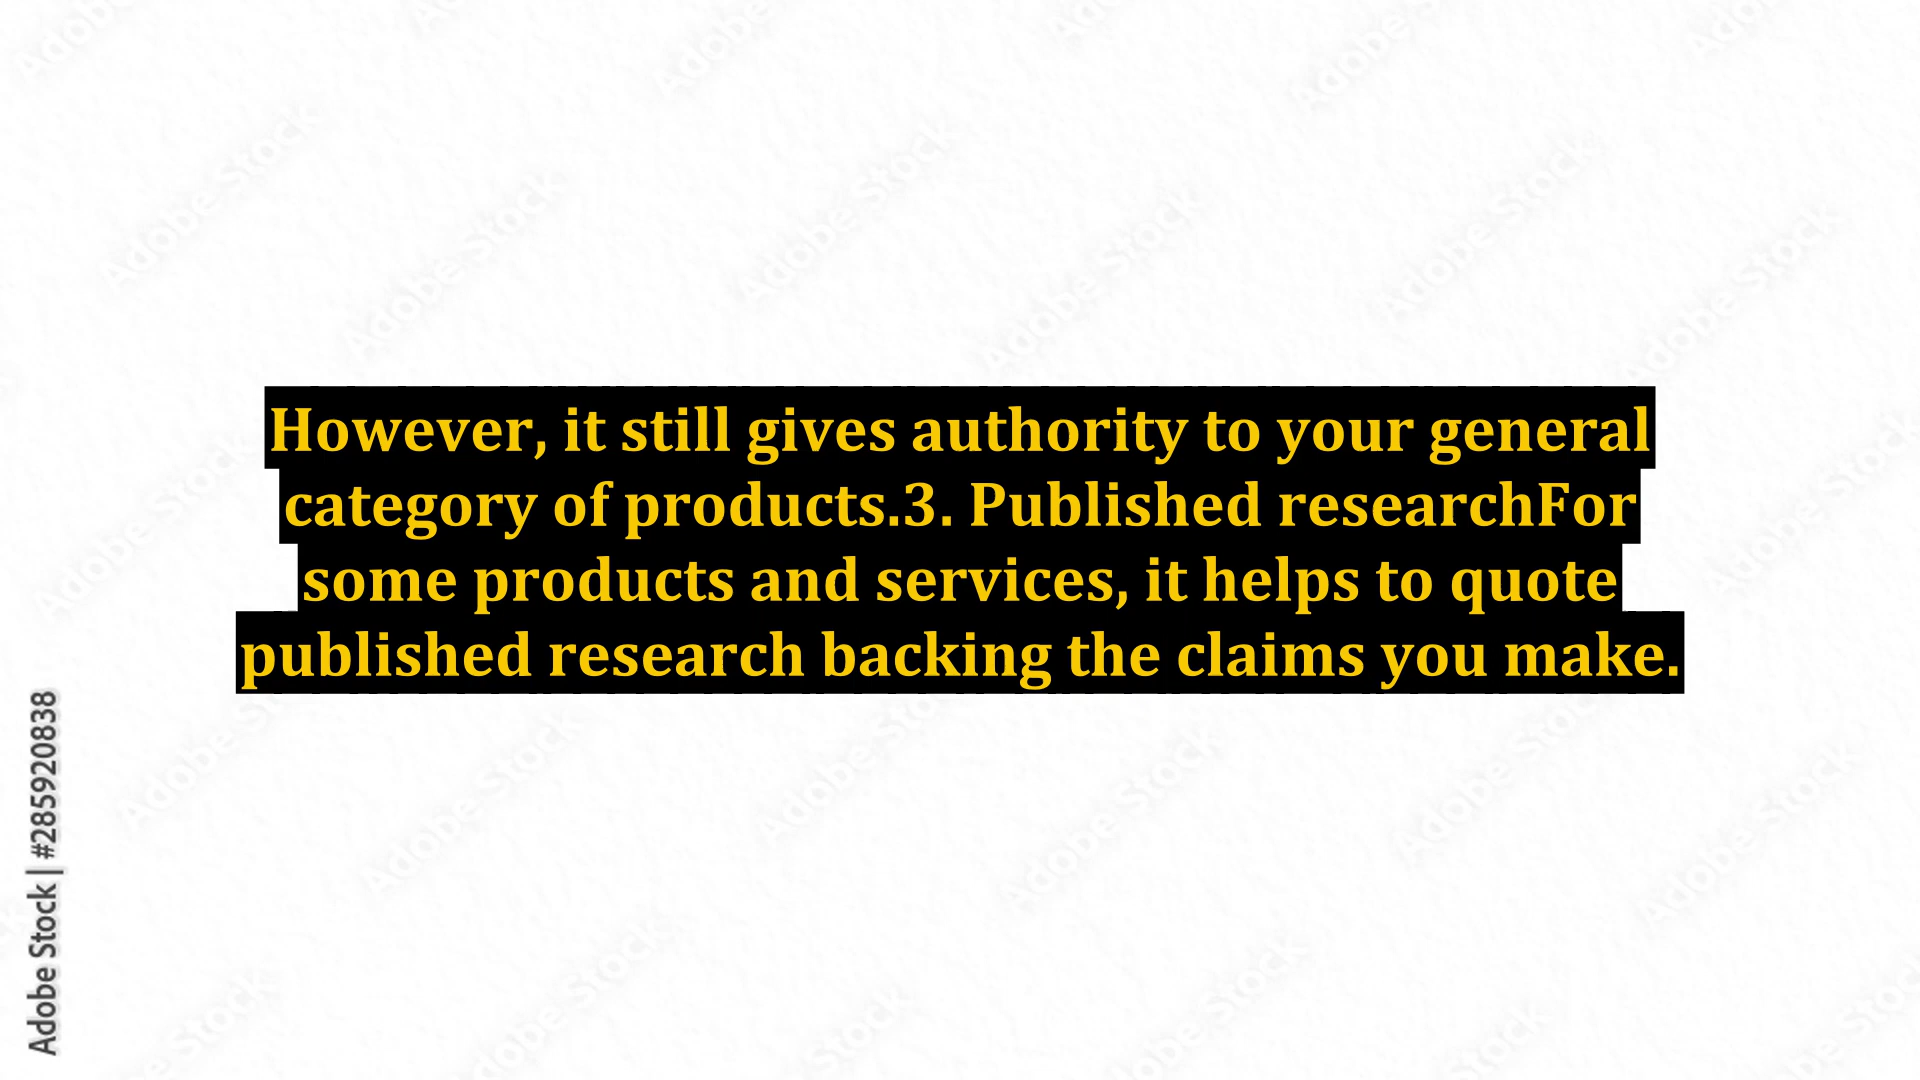 However, it still gives authority to your general
category of products.3. Published researchFor
some products and services, it helps to quote
published research backing the claims you make.
Adobe Stock | #285920838